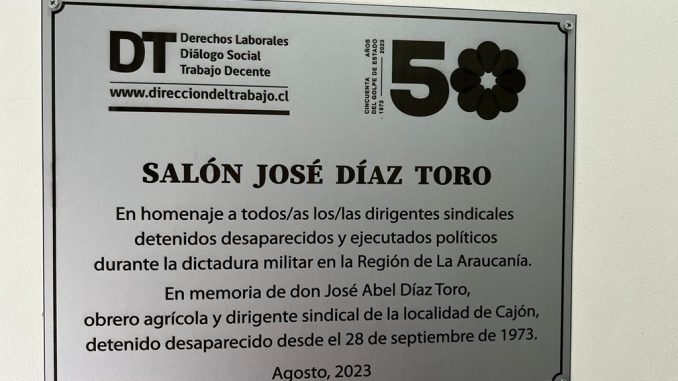 DT
Derechos Laborales
Diálogo Social
Trabajo Decente
www.direcciondeltrabajo.cl
CINCUENTA AÑOS
DEL GOLPE DE ESTADO
1973 2023
50
SALÓN JOSÉ DÍAZ TORO
En homenaje a todos/as los/las dirigentes sindicales
detenidos desaparecidos y ejecutados políticos
durante la dictadura militar en la Región de La Araucanía.
En memoria de don José Abel Díaz Toro,
obrero agrícola y dirigente sindical de la localidad de Cajón,
detenido desaparecido desde el 28 de septiembre de 1973.
Agosto, 2023